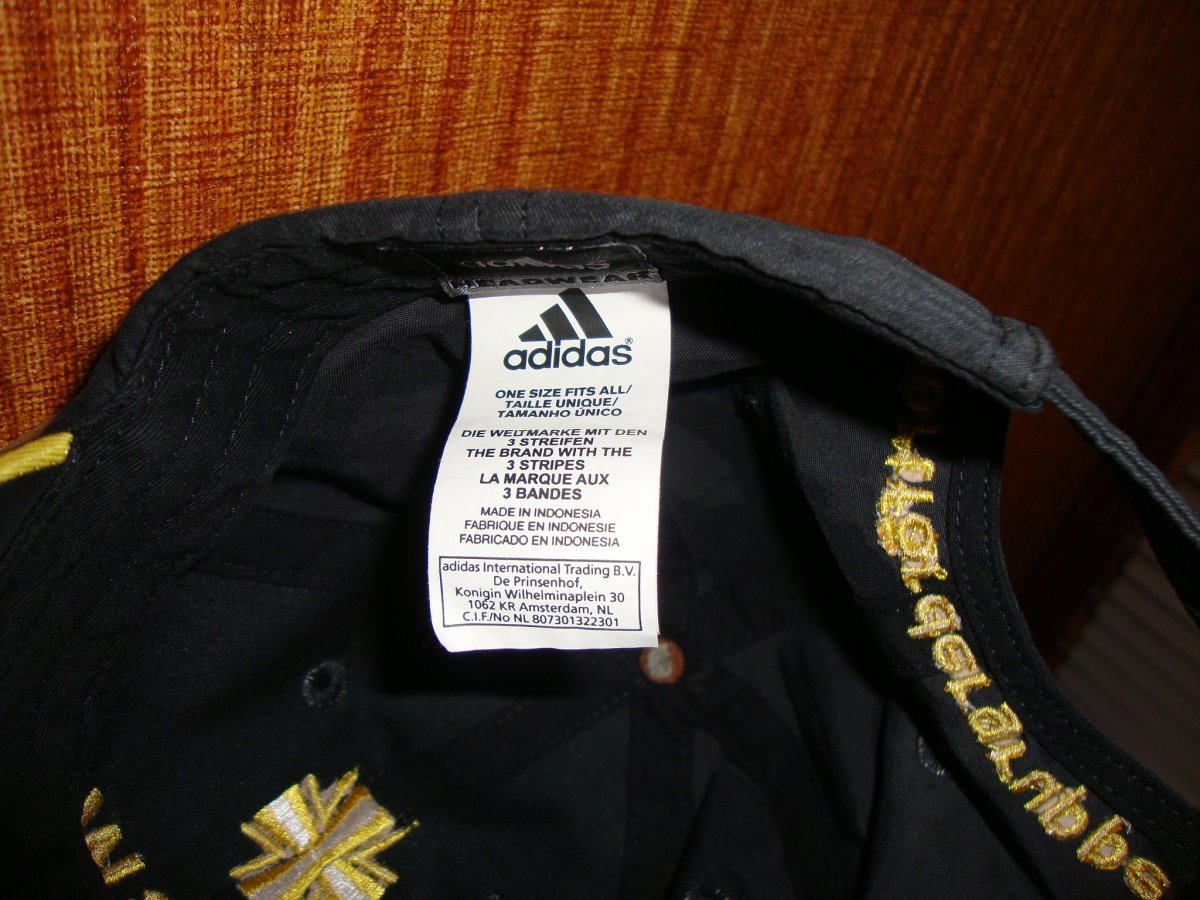 HEADWEAR
adidas®
ONE SIZE FITS ALL/
TAILLE UNIQUE/
TAMANHO ÚNICO
DIE WELTMARKE MIT DEN
3 STREIFEN
THE BRAND WITH THE
3 STRIPES
LA MARQUE AUX
3 BANDES
MADE IN INDONESIA
FABRIQUE EN INDONESIE
FABRICADO EN INDONESIA
adidas International Trading B.V.
De Prinsenhof,
Konigin Wilhelminaplein 30
1062 KR Amsterdam, NL
C.I.F./No NL 807301322301